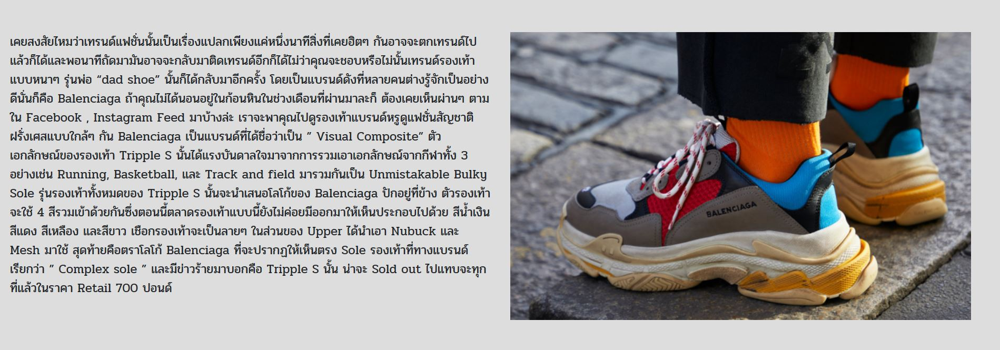 เคยสงสัยไหมว่าเทรนด์แฟชั่นนั้นเป็นเรื่องแปลกเพียงแค่หนึ่งนาทีสิ่งที่เคยฮิตๆ กันอาจจะตกเทรนด์ไป
แล้วก็ได้และพอนาทีถัดมามันอาจจะกลับมาติดเทรนด์อีกก็ได้ไม่ว่าคุณจะชอบหรือไม่นั้นเทรนด์รองเท้า
แบบหนาๆ รุ่นพ่อ “dad shoe” นั้นก็ได้กลับมาอีกครั้ง โดยเป็นแบรนด์ดังที่หลายคนต่างรู้จักเป็นอย่าง
ดีนั่นก็คือ Balenciaga ถ้าคุณไม่ได้นอนอยู่ในก้อนหินในช่วงเดือนที่ผ่านมาละก็ ต้องเคยเห็นผ่านๆ ตาม
ใน Facebook , Instagram Feed มาบ้างล่ะ เราจะพาคุณไปดูรองเท้าแบรนด์หรูดูแฟชั่นสัญชาติ
ฝรั่งเศสแบบใกล้ๆ กัน Balenciaga เป็นแบรนด์ที่ได้ชื่อว่าเป็น ” Visual Composite” ตัว
เอกลักษณ์ของรองเท้า Tripple S นั้นได้แรงบันดาลใจมาจากการรวมเอาเอกลักษณ์จากกีฬาทั้ง 3
อย่างเช่น Running, Basketball, และ Track and field มารวมกันเป็น Unmistakable Bulky
Sole รุ่นรองเท้าทั้งหมดของ Tripple S นั้นจะนำเสนอโลโก้ของ Balenciaga ปักอยู่ที่ข้าง ตัวรองเท้า
จะใช้ 4 สีรวมเข้าด้วยกันซึ่งตอนนี้ตลาดรองเท้าแบบนี้ยังไม่ค่อยมีออกมาให้เห็นประกอบไปด้วย สีน้ำเงิน
สีแดง สีเหลือง และสีขาว เชือกรองเท้าจะเป็นลายๆ ในส่วนของ Upper ได้นำเอา Nubuck และ
Mesh มาใช้ สุดท้ายคือตราโลโก้ Balenciaga ที่จะปรากฏให้เห็นตรง Sole รองเท้าที่ทางแบรนด์
เรียกว่า ” Complex sole ” และมีข่าวร้ายมาบอกคือ Tripple S นั้น น่าจะ Sold out ไปแทบจะทุก
ที่แล้วในราคา Retail 700 ปอนด์
BALENCIAGA